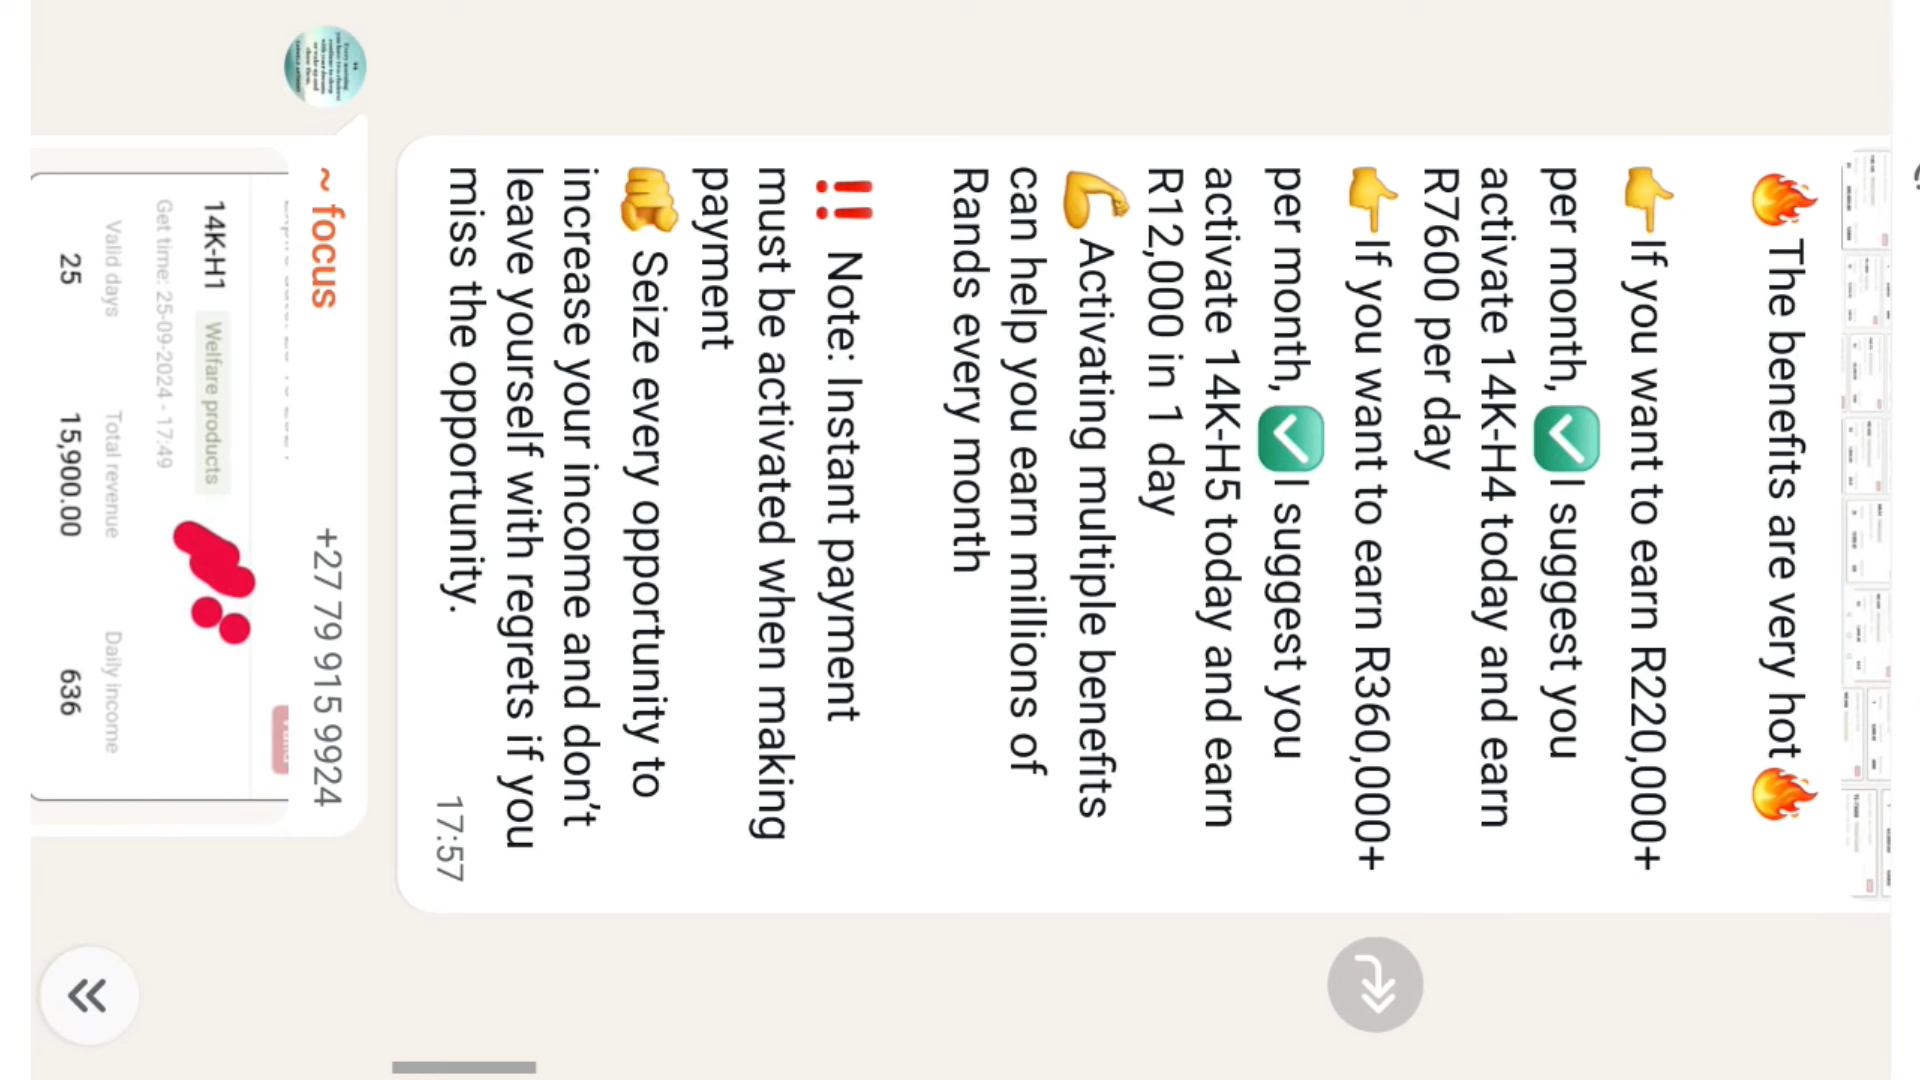 🔥 The benefits are very hot 🔥
👉If you want to earn R220,000+
per month, ✅I suggest you
activate 14K-H4 today and earn
R7600 per day
👉If you want to earn R360,000+
per month, ✅I suggest you
activate 14K-H5 today and earn
R12,000 in 1 day
💪Activating multiple benefits
can help you earn millions of
Rands every month
‼️ Note: Instant payment
must be activated when making
payment
🫵 Seize every opportunity to
increase your income and don't
leave yourself with regrets if you
miss the opportunity.
17:57
~ focus +27 79 915 9924
14K-H1 Welfare products
Get time: 25-09-2024 - 17:49
Valid days Total revenue Daily income
25 15,900.00 636